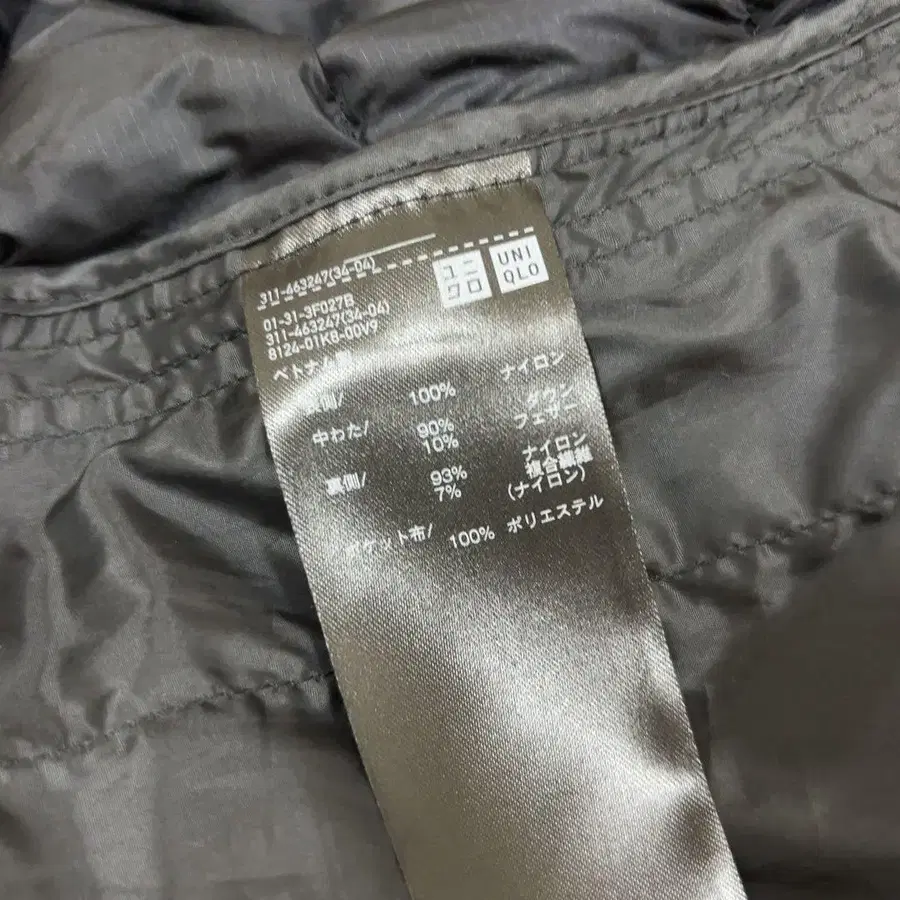 311-463247(34-04)
ユニ
クロ
UNI
QLO
01-31-3F027B
311-463247(34-04)
8124-01K8-00V9
ベトナム製
100% ナイロン
中わた/ 90% ダウン
10% フェザー
裏側/ 93% ナイロン
7% 複合繊維
(ナイロン)
ポケット布/ 100% ポリエステル